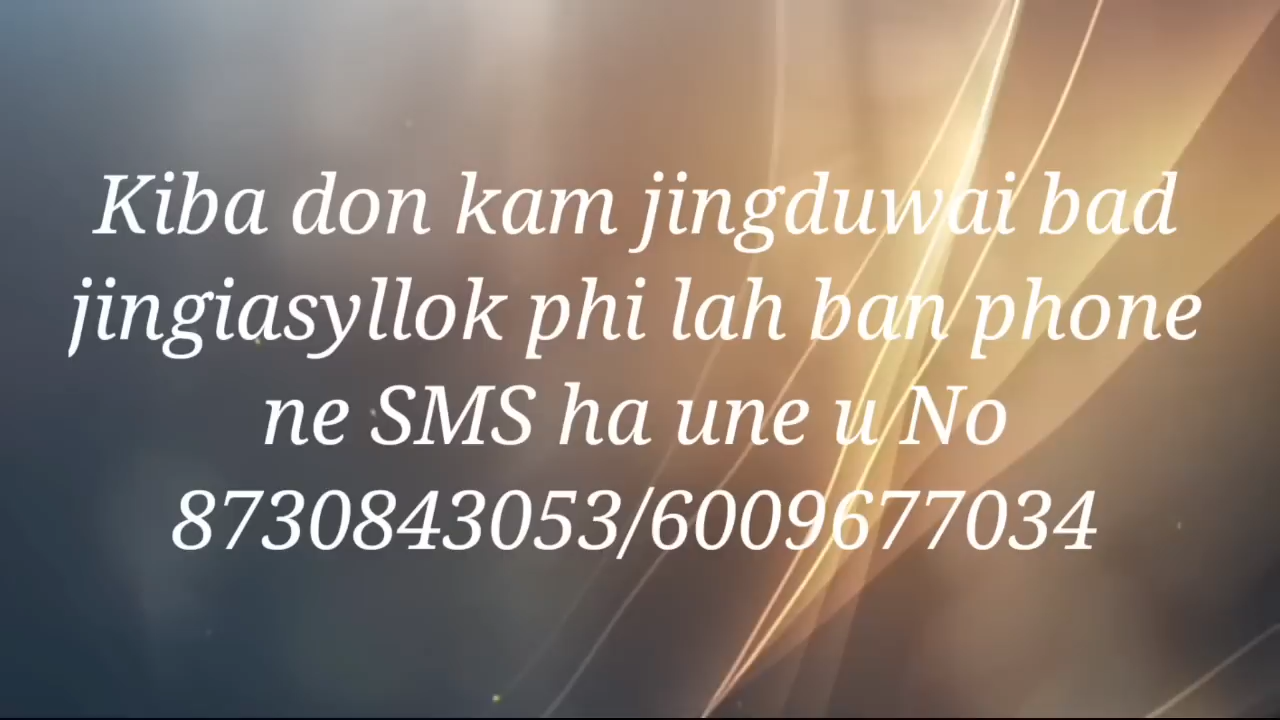 Kiba don kam jingduwai bad
jingiasyllok phi lah ban phone
ne SMS ha une u No
8730843053/6009677034